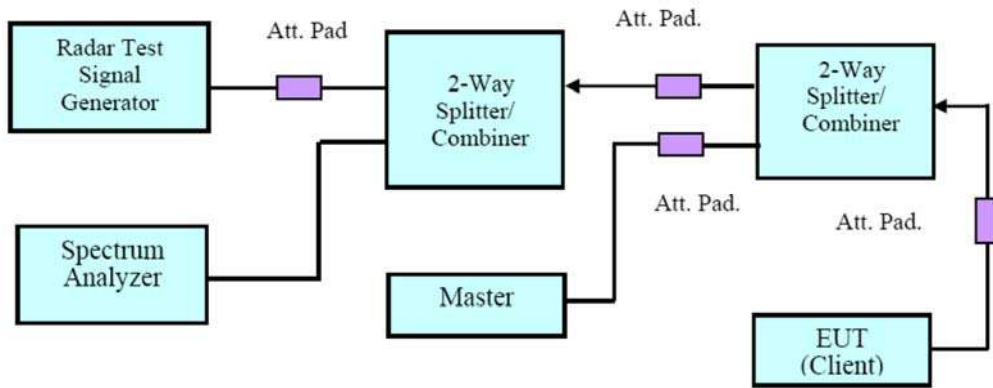 Att. Pad.
Att. Pad
Radar Test
Signal
Generator
2-Way
Splitter/
Combiner
2-Way
Splitter/
Combiner
Att. Pad.
Att. Pad.
Spectrum
Analyzer
Master
EUT
(Client)